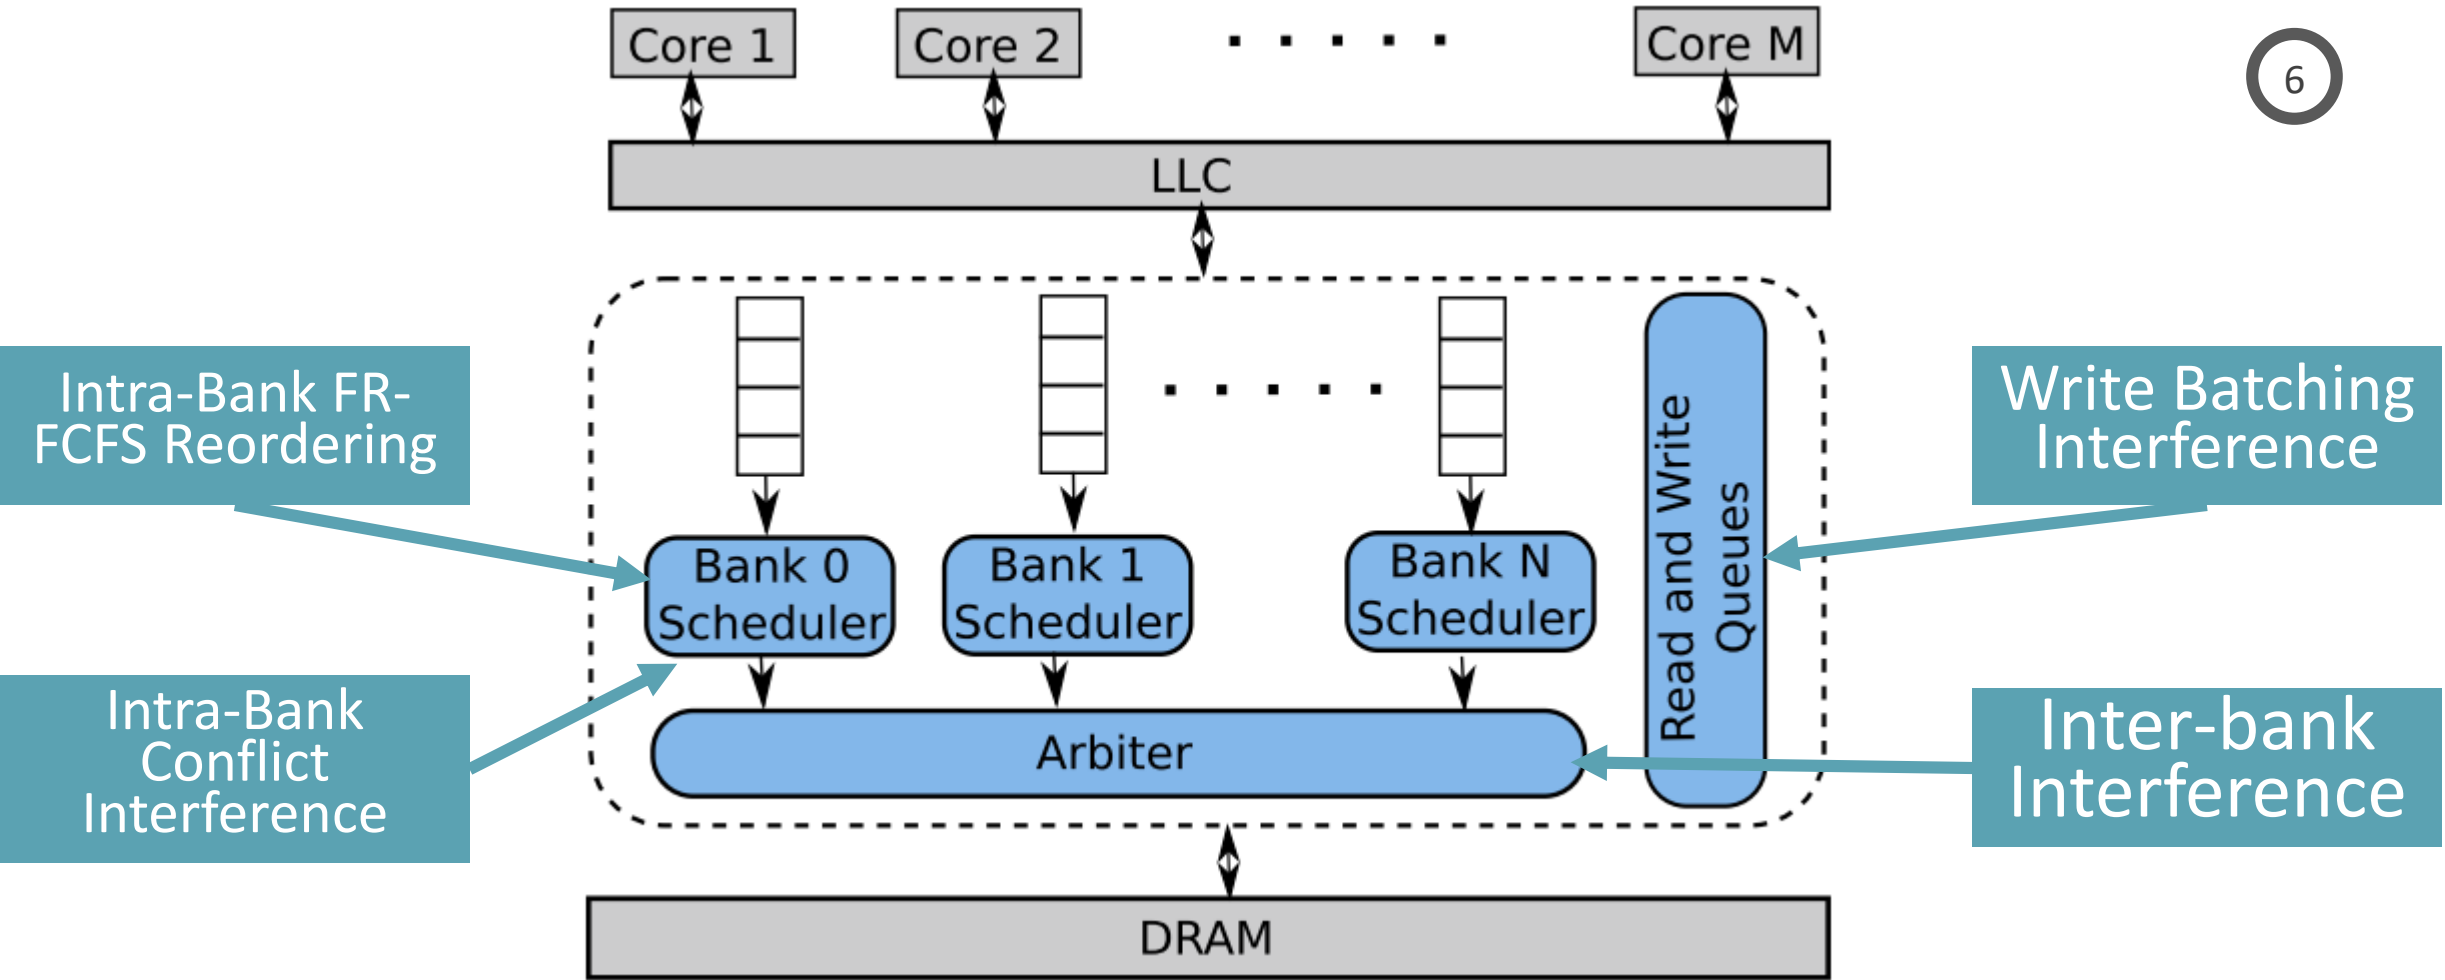 Core 1
Core 2
Core M
6
LLC
Intra-Bank FR-
FCFS Reordering
Write Batching
Interference
Bank 0
Scheduler
Bank 1
Scheduler
Bank N
Scheduler
Read and Write
Queues
Intra-Bank
Conflict
Interference
Arbiter
Inter-bank
Interference
DRAM